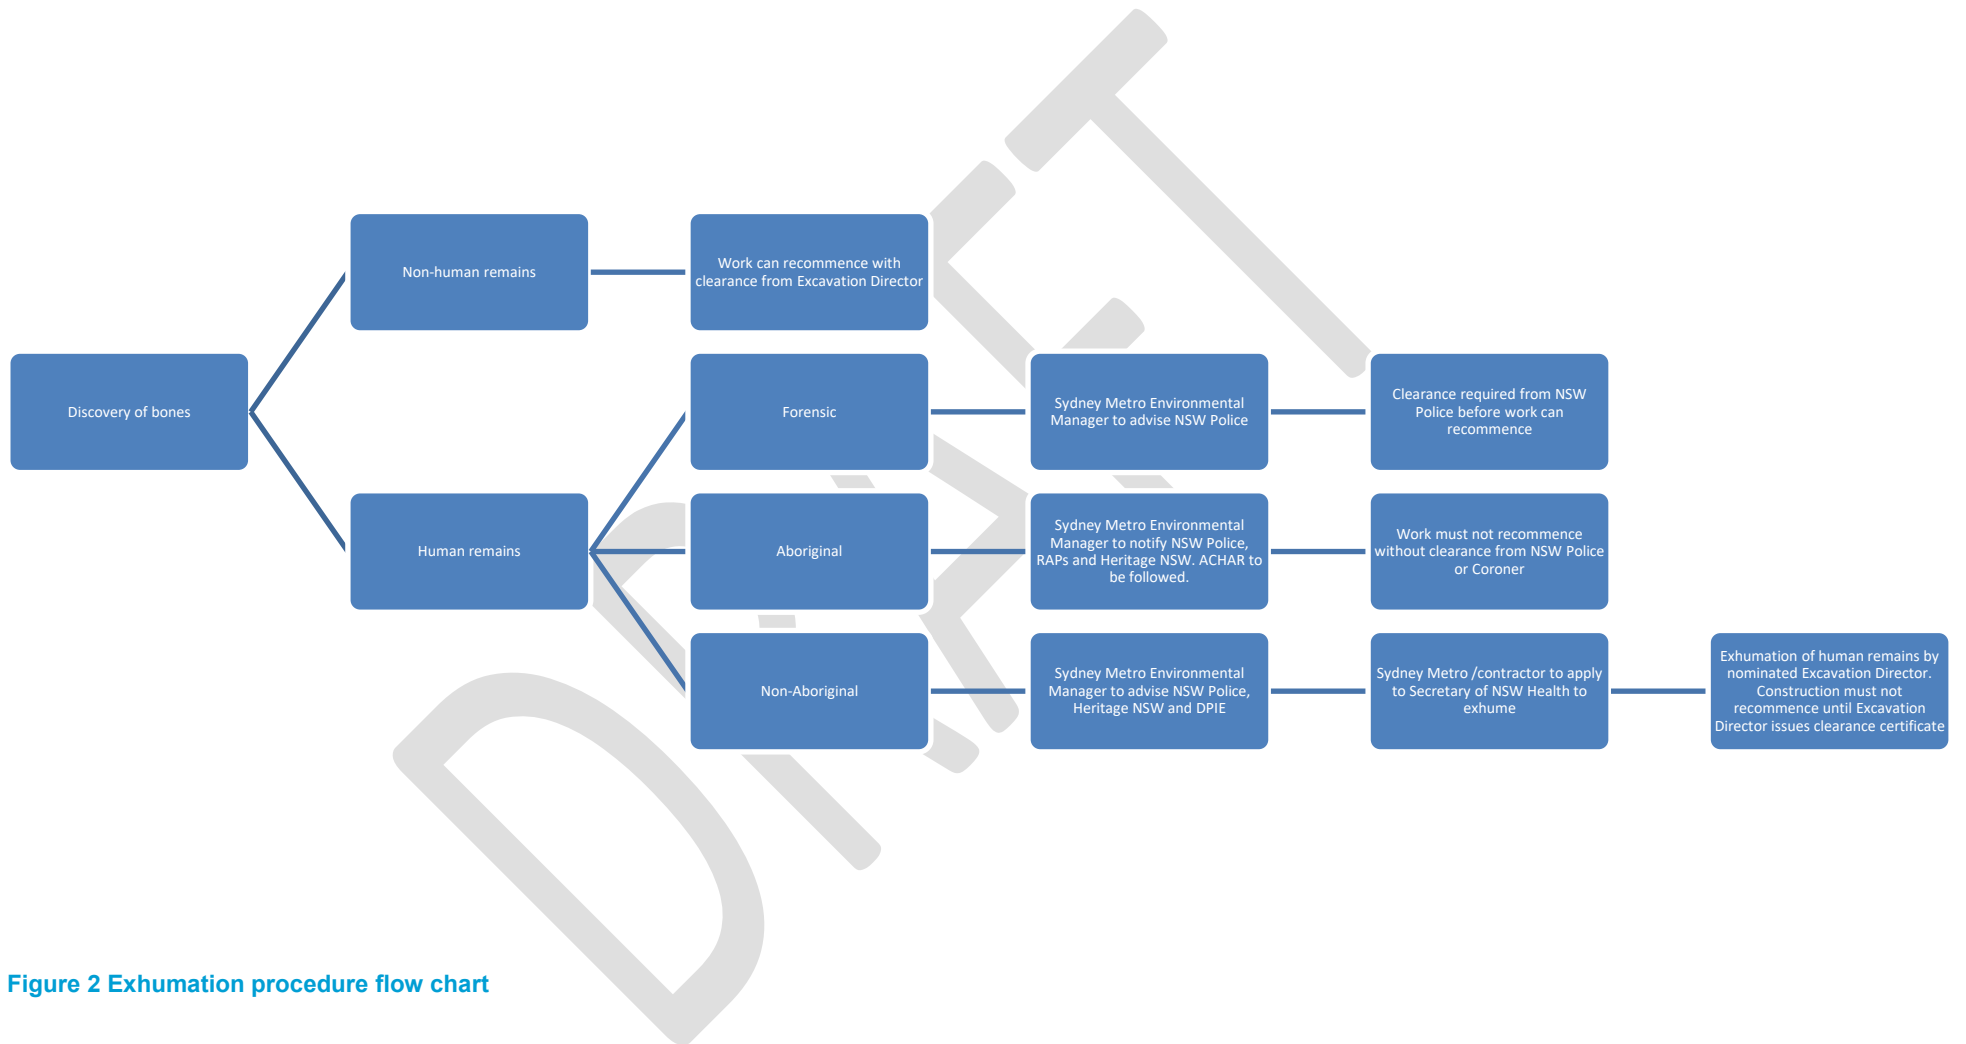 Non-human remains
Work can recommence with
clearance from Excavation Director
Discovery of bones
Forensic
Sydney Metro Environmental
Manager to advise NSW Police
Clearance required from NSW
Police before work can
recommence
Human remains
Aboriginal
Sydney Metro Environmental
Manager to notify NSW Police,
RAPs and Heritage NSW. ACHAR to
be followed.
Work must not recommence
without clearance from NSW Police
or Coroner
Non-Aboriginal
Sydney Metro Environmental
Manager to advise NSW Police,
Heritage NSW and DPIE
Sydney Metro /contractor to apply
to Secretary of NSW Health to
exhume
Exhumation of human remains by
nominated Excavation Director.
Construction must not
recommence until Excavation
Director issues clearance certificate
DRAFT
Figure 2 Exhumation procedure flow chart